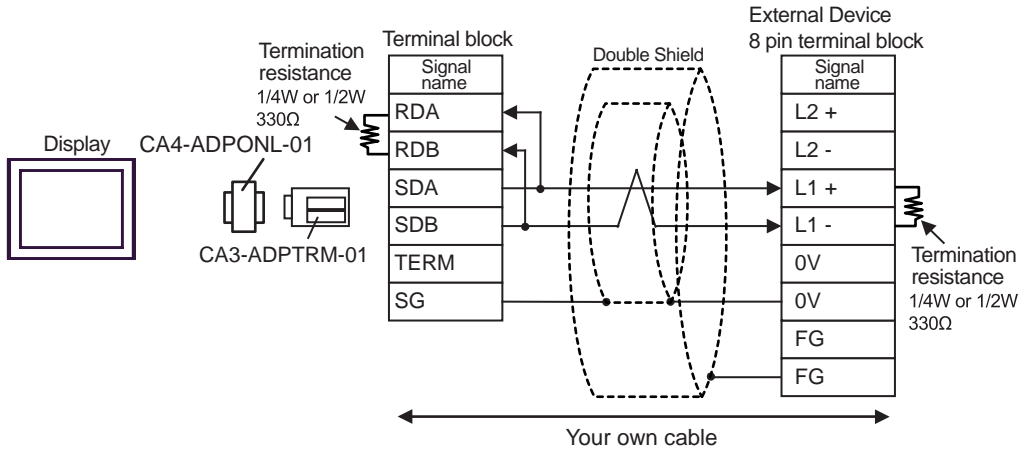 Display
CA4-ADPONL-01
CA3-ADPTRM-01
Termination
resistance
1/4W or 1/2W
330Ω
Terminal block
Signal
name
RDA
RDB
SDA
SDB
TERM
SG
Double Shield
External Device
8 pin terminal block
Signal
name
L2 +
L2 -
L1 +
L1 -
0V
0V
FG
FG
Termination
resistance
1/4W or 1/2W
330Ω
Your own cable